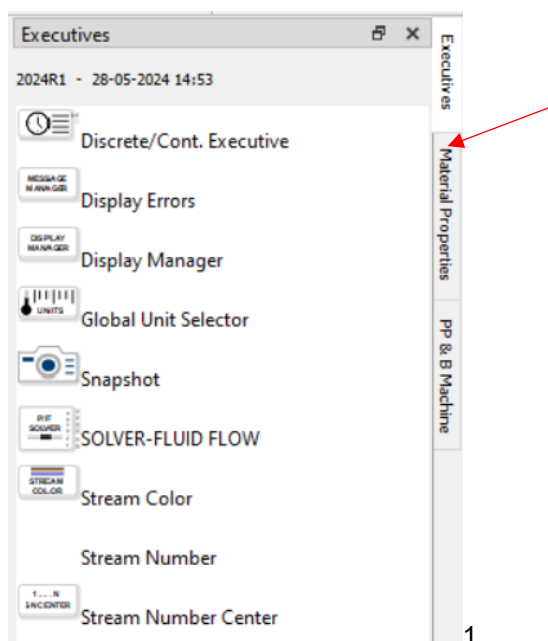 Executives
2024R1 - 28-05-2024 14:53
Discrete/Cont. Executive
MESSAGE
MANAGER
Display Errors
DISPLAY
MANAGER
Display Manager
UNITS
Global Unit Selector
Snapshot
P/F
SOLVER
SOLVER-FLUID FLOW
STREAM
COLOR
Stream Color
Stream Number
1...N
Stream Number Center
Executives
Material Properties
PP & B Machine
1